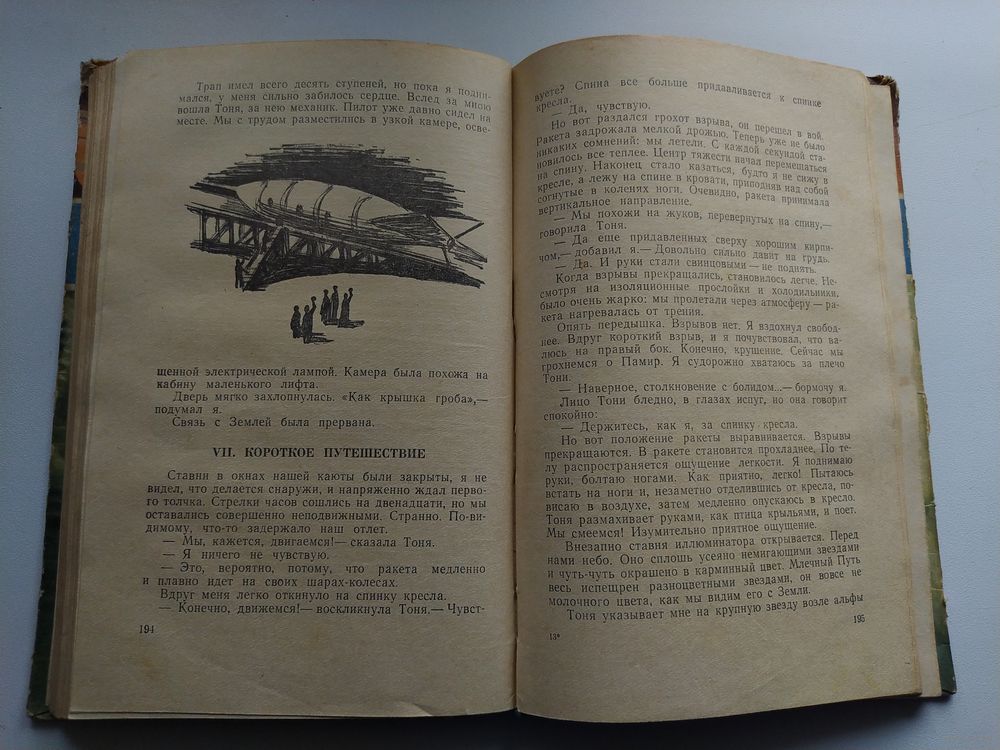 Трап имел всего десять ступеней, но пока я подни-
мался, у меня сильно забилось сердце. Вслед за мною
вошла Тоня, за нею механик. Пилот уже давно сидел на
месте. Мы с трудом разместились в узкой камере, осве-
щенной электрической лампой. Камера была похожа на
кабину маленького лифта.
Дверь мягко захлопнулась. «Как крышка гроба»,—
подумал я.
Связь с Землей была прервана.
VII. КОРОТКОЕ ПУТЕШЕСТВИЕ
Ставни в окнах нашей каюты были закрыты, я не
видел, что делается снаружи, и напряженно ждал перво-
го толчка. Стрелки часов сошлись на двенадцати, но мы
оставались совершенно неподвижными. Странно. По-ви-
димому, что-то задержало наш отлет.
— Мы, кажется, двигаемся!— сказала Тоня.
— Я ничего не чувствую.
— Это, вероятно, потому, что ракета медленно
и плавно идет на своих шарах-колесах.
Вдруг меня легко откинуло на спинку кресла.
— Конечно, движемся!— воскликнула Тоня.— Чувст-
194
вуете? Спина все больше придавливается к спинке
кресла.
— Да, чувствую.
Но вот раздался грохот взрыва, он перешел в вой.
Ракета задрожала мелкой дрожью. Теперь уже не было
никаких сомнений: мы летели. С каждой секундой ста-
новилось все теплее. Центр тяжести начал перемещаться
на спину. Наконец стало казаться, будто я не сижу в
кресле, а лежу на спине в кровати, приподняв над собой
согнутые в коленях ноги. Очевидно, ракета принимала
вертикальное направление.
— Мы похожи на жуков, перевернутых на спину,—
говорила Тоня.
— Да еще придавленных сверху хорошим кирпи-
чом,— добавил я.— Довольно сильно давит на грудь.
— Да. И руки стали свинцовыми — не поднять.
Когда взрывы прекращались, становилось легче. Не-
смотря на изоляционные прослойки и холодильники,
было очень жарко: мы пролетали через атмосферу — ра-
кета нагревалась от трения.
Опять передышка. Взрывов нет. Я вздохнул свобод-
нее. Вдруг короткий взрыв, и я почувствовал, что ва-
люсь на правый бок. Конечно, крушение. Сейчас мы
грохнемся о Памир. Я судорожно хватаюсь за плечо
Тони.
— Наверное, столкновение с болидом...— бормочу я.
Лицо Тони бледно, в глазах испуг, но она говорит
спокойно:
— Держитесь, как я, за спинку кресла.
Но вот положение ракеты выравнивается. Взрывы
прекращаются. В ракете становится прохладнее. По те-
лу распространяется ощущение легкости. Я поднимаю
руки, болтаю ногами. Как приятно, легко! Пытаюсь
встать на ноги и, незаметно отделившись от кресла, по-
висаю в воздухе, затем медленно опускаюсь в кресло.
Тоня размахивает руками, как птица крыльями, и поет.
Мы смеемся! Изумительно приятное ощущение.
Внезапно ставня иллюминатора открывается. Перед
нами небо. Оно сплошь усеяно немигающими звездами
и чуть-чуть окрашено в карминный цвет. Млечный Путь
весь испещрен разноцветными звездами, он вовсе не
молочного цвета, как мы видим его с Земли.
Тоня указывает мне на крупную звезду возле альфы
13*
195